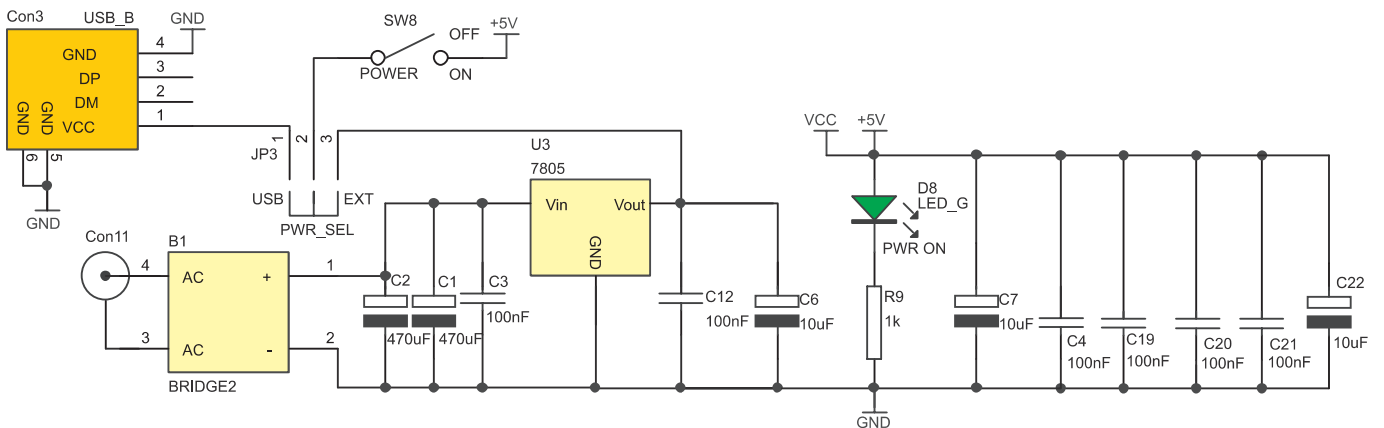 Con3
USB_B
GND
GND
DP
DM
VCC
GND
GND
4
3
2
1
6
5
GND
SW8
OFF
ON
POWER
+5V
1
2
3
JP3
USB
EXT
PWR_SEL
Con11
4
3
B1
AC
AC
+
-
BRIDGE2
1
2
C2
470uF
C1
470uF
C3
100nF
U3
7805
Vin
Vout
GND
C12
100nF
C6
10uF
VCC
+5V
D8
LED_G
PWR ON
R9
1k
GND
C7
10uF
C4
100nF
C19
100nF
C20
100nF
C21
100nF
C22
10uF